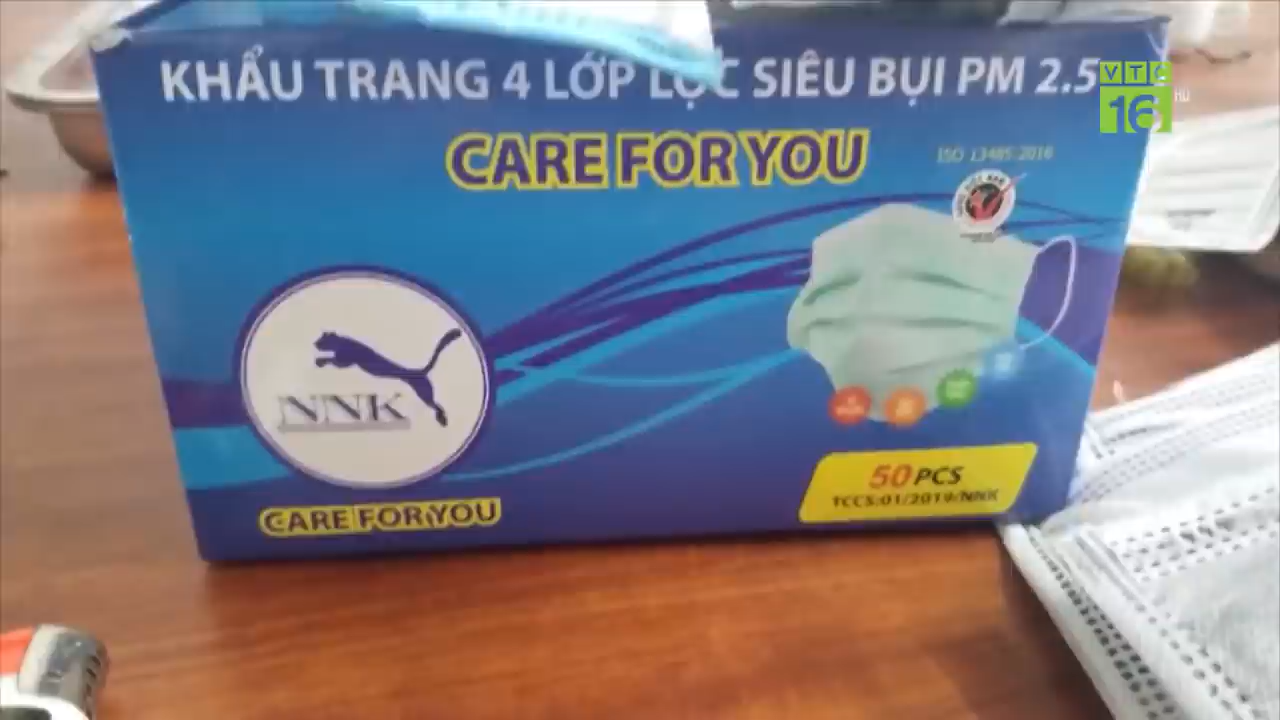 KHẨU TRANG 4 LỚP LỌC SIÊU BỤI PM 2.5
VTC
16
CARE FOR YOU
ISO 13485:2016
NNK
50 PCS
TCCS:01/2019/NNK
CARE FOR YOU